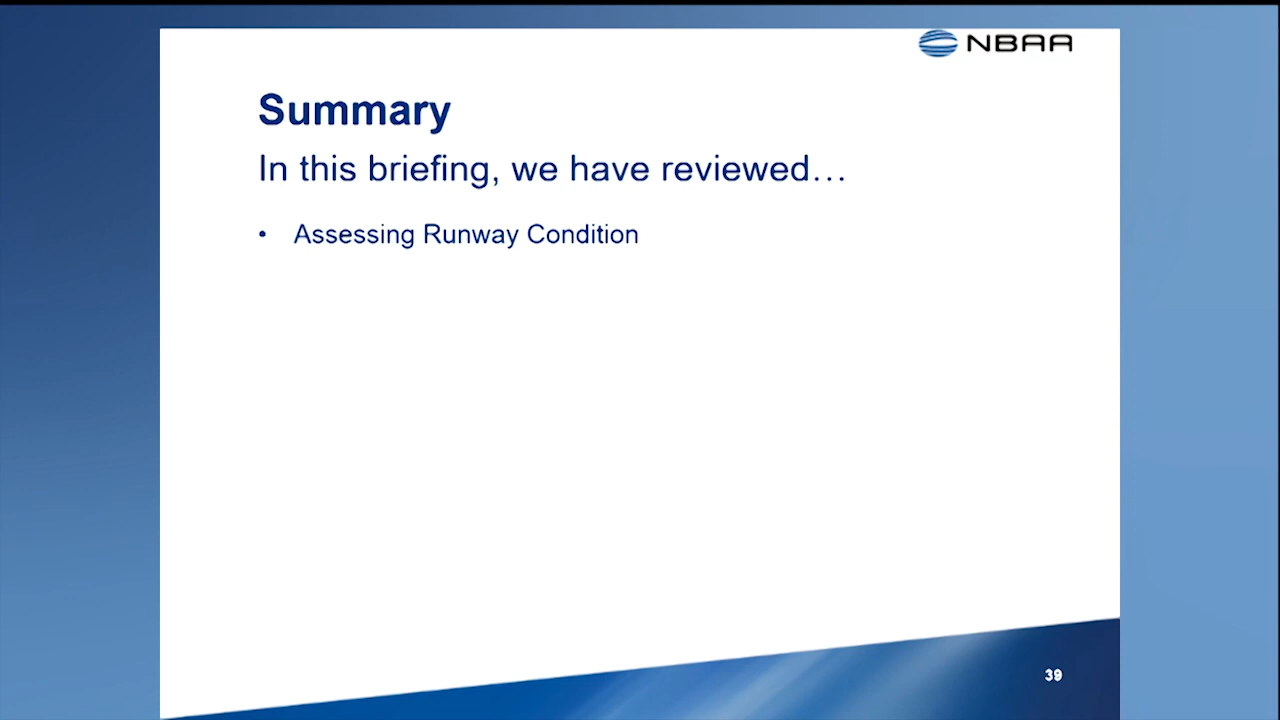 NBAA
Summary
In this briefing, we have reviewed…
• Assessing Runway Condition
39